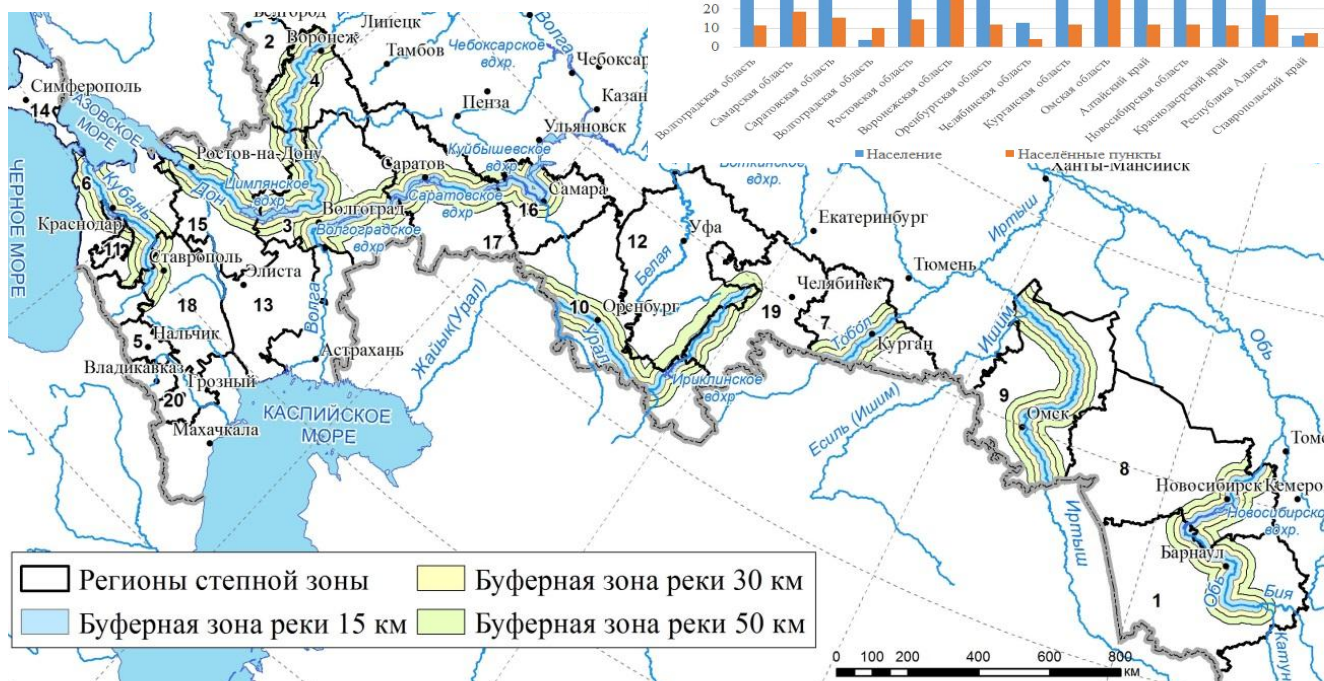 20
10
0
Волгоградская область
Самарская область
Саратовская область
Волгоградская область
Ростовская область
Воронежская область
Оренбургская область
Челябинская область
Курганская область
Омская область
Алтайский край
Новосибирская область
Краснодарский край
Республика Адыгея
Ставропольский край
Население
Населённые пункты
Липецк
2
Воронеж
Тамбов
Чебоксарское
вдхр.
Волга
4
Пенза
Симферополь
14
АЗОВСКОЕ
МОРЕ
Ульяновск
Ростов-на-Дону
Саратов
Куйбышевское
вдхр.
Ханты-Мансийск
ЧЕРНОЕ МОРЕ
6
Кубань
Дон
Цимлянское
вдхр.
Саратовское
вдхр
Самара
16
Краснодар
11
15
3
Волгоград
Волгоградское
вдхр
17
12
Уфа
Белая
Екатеринбург
Иртыш
Ставрополь
Элиста
Тюмень
18
13
Волга
10
Оренбург
Урал
Челябинск
19
7
Тобол
Курган
Обь
5
Нальчик
Владикавказ
Грозный
20
Астрахань
Жайык(Урал)
Ириклинское
вдхр
Ишим
КАСПИЙСКОЕ
МОРЕ
Махачкала
9
Омск
Есиль (Ишим)
8
Новосибирск
Иртыш
Барнаул
Обь
Бия
1
Регионы степной зоны
Буферная зона реки 30 км
Буферная зона реки 15 км
Буферная зона реки 50 км
0 100 200 400 600 800
км